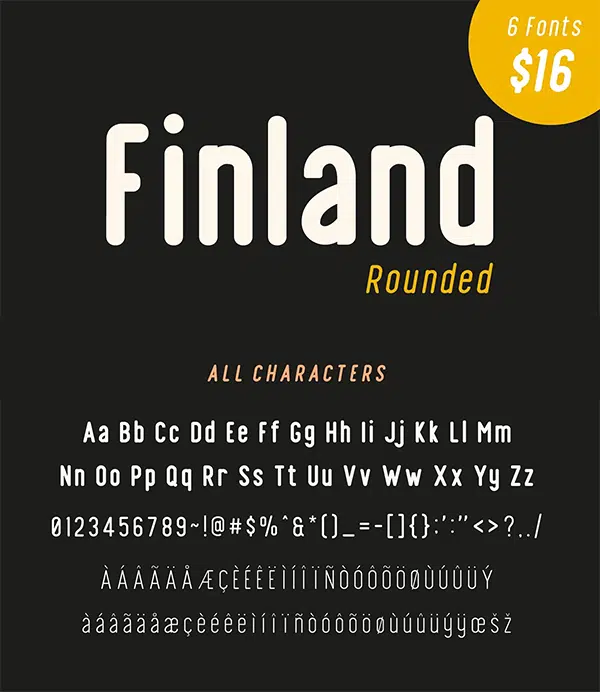 6 Fonts
$16
Finland
Rounded
ALL CHARACTERS
Aa Bb Cc Dd Ee Ff Gg Hh Ii Jj Kk Ll Mm
Nn Oo Pp Qq Rr Ss Tt Uu Vv Ww Xx Yy Zz
0123456789~!@#$%^&*()_=-[]{};':"<>?,./
ÀÁÂÃÄÅÆÇÈÉÊËÌÍÎÏÑÒÓÔÕÖØÙÚÛÜÝ
àáâãäåæçèéêëìíîïñòóôõöøùúûüýÿœšž